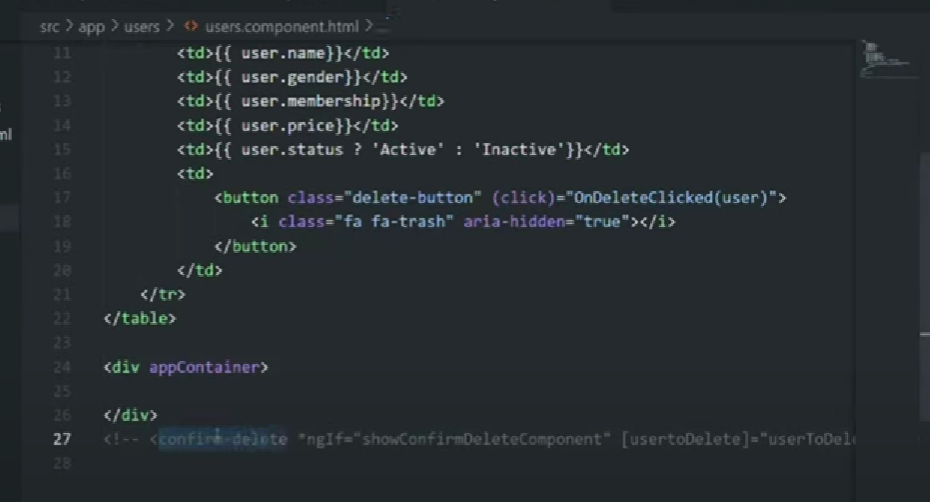 src > app > users > <> users.component.html > ...
ml
11 <td>{{ user.name}}</td>
12 <td>{{ user.gender}}</td>
13 <td>{{ user.membership}}</td>
14 <td>{{ user.price}}</td>
15 <td>{{ user.status ? 'Active' : 'Inactive'}}</td>
16 <td>
17 <button class="delete-button" (click)="OnDeleteClicked(user)">
18 <i class="fa fa-trash" aria-hidden="true"></i>
19 </button>
20 </td>
21 </tr>
22 </table>
23
24 <div appContainer>
25
26 </div>
27 <!-- <confirm-delete *ngIf="showConfirmDeleteComponent" [usertoDelete]="userToDel
28